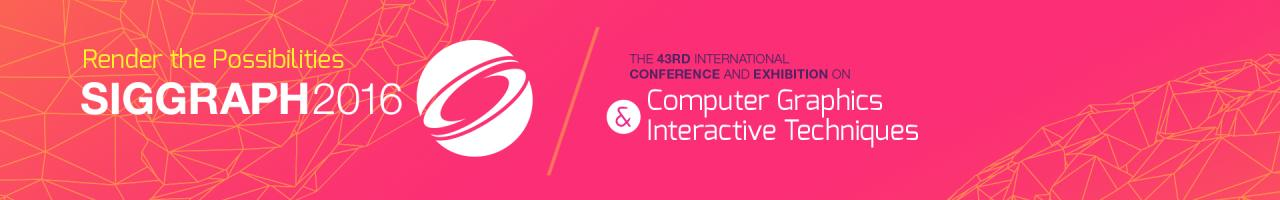 Render the Possibilities
SIGGRAPH2016
THE 43RD INTERNATIONAL
CONFERENCE AND EXHIBITION ON
Computer Graphics
& Interactive Techniques